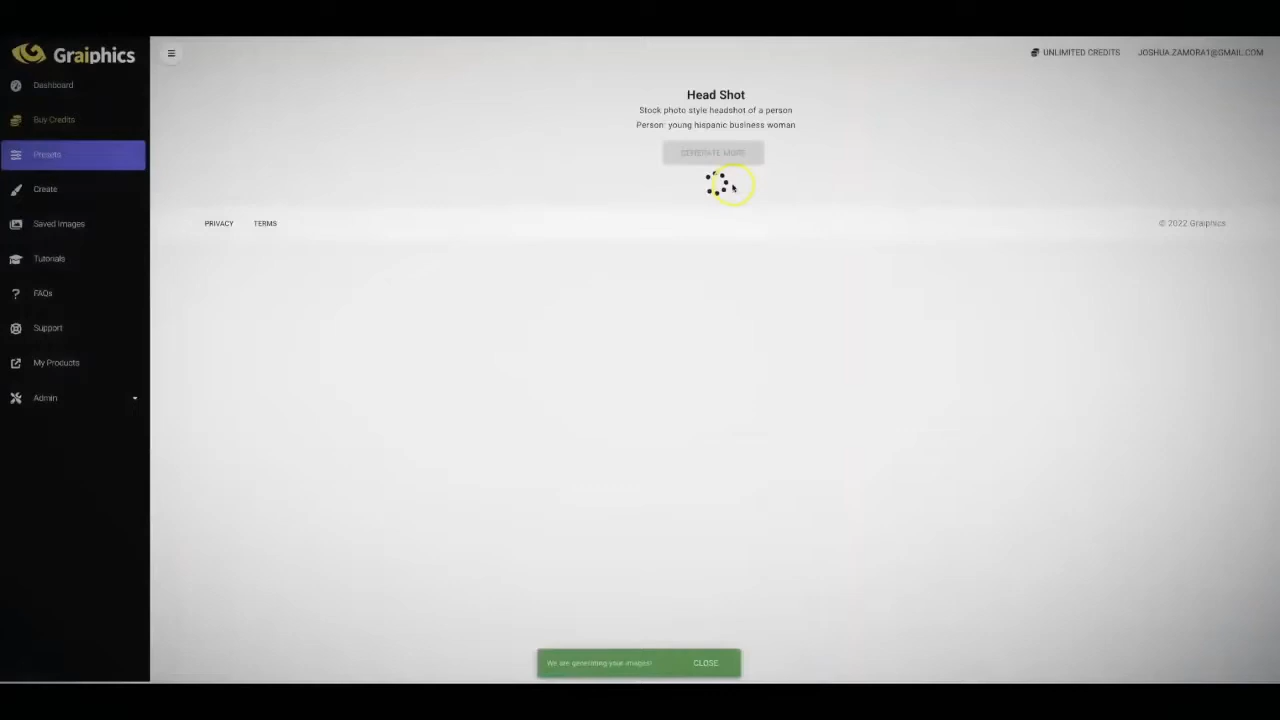 Graiphics
UNLIMITED CREDITS
JOSHUA.ZAMORA1@GMAIL.COM
Dashboard
Buy Credits
Presets
Create
Saved Images
Tutorials
FAQs
Support
My Products
Admin
Head Shot
Stock photo style headshot of a person
Person: young hispanic business woman
GENERATE MORE
PRIVACY
TERMS
© 2022 Graiphics
We are generating your images!
CLOSE